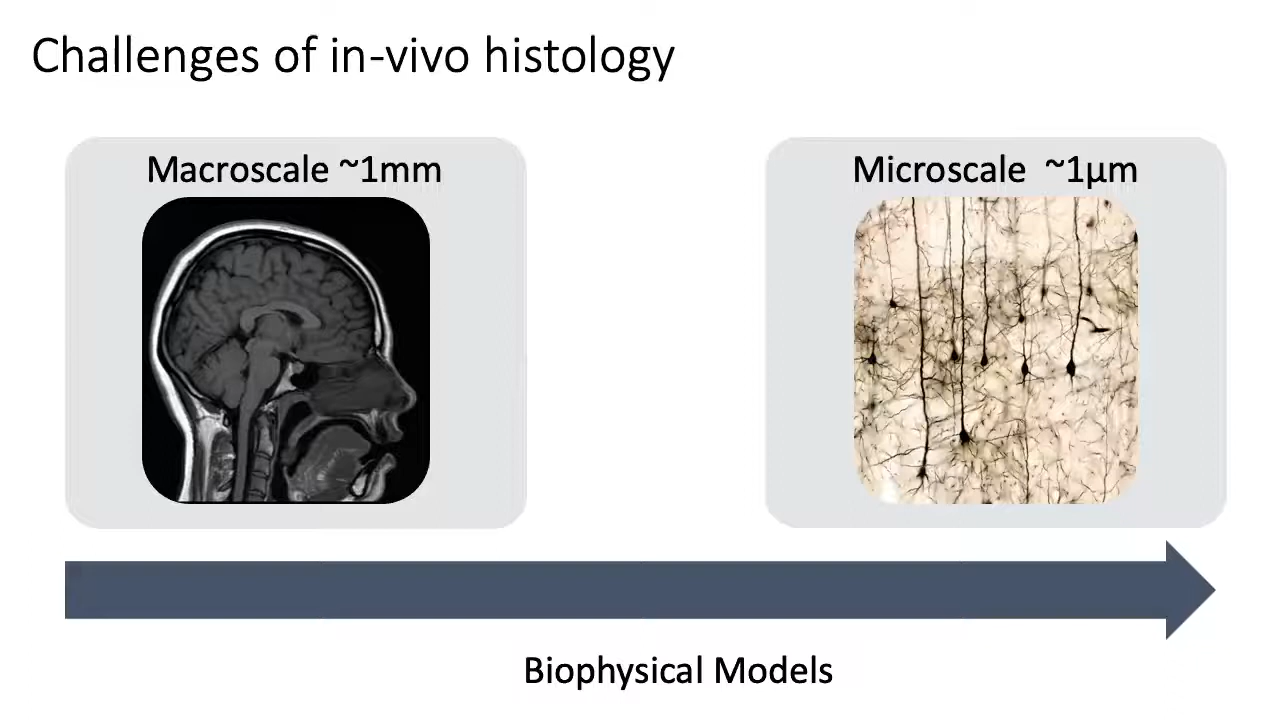 Challenges of in-vivo histology
Macroscale ~1mm
Microscale ~1µm
Biophysical Models